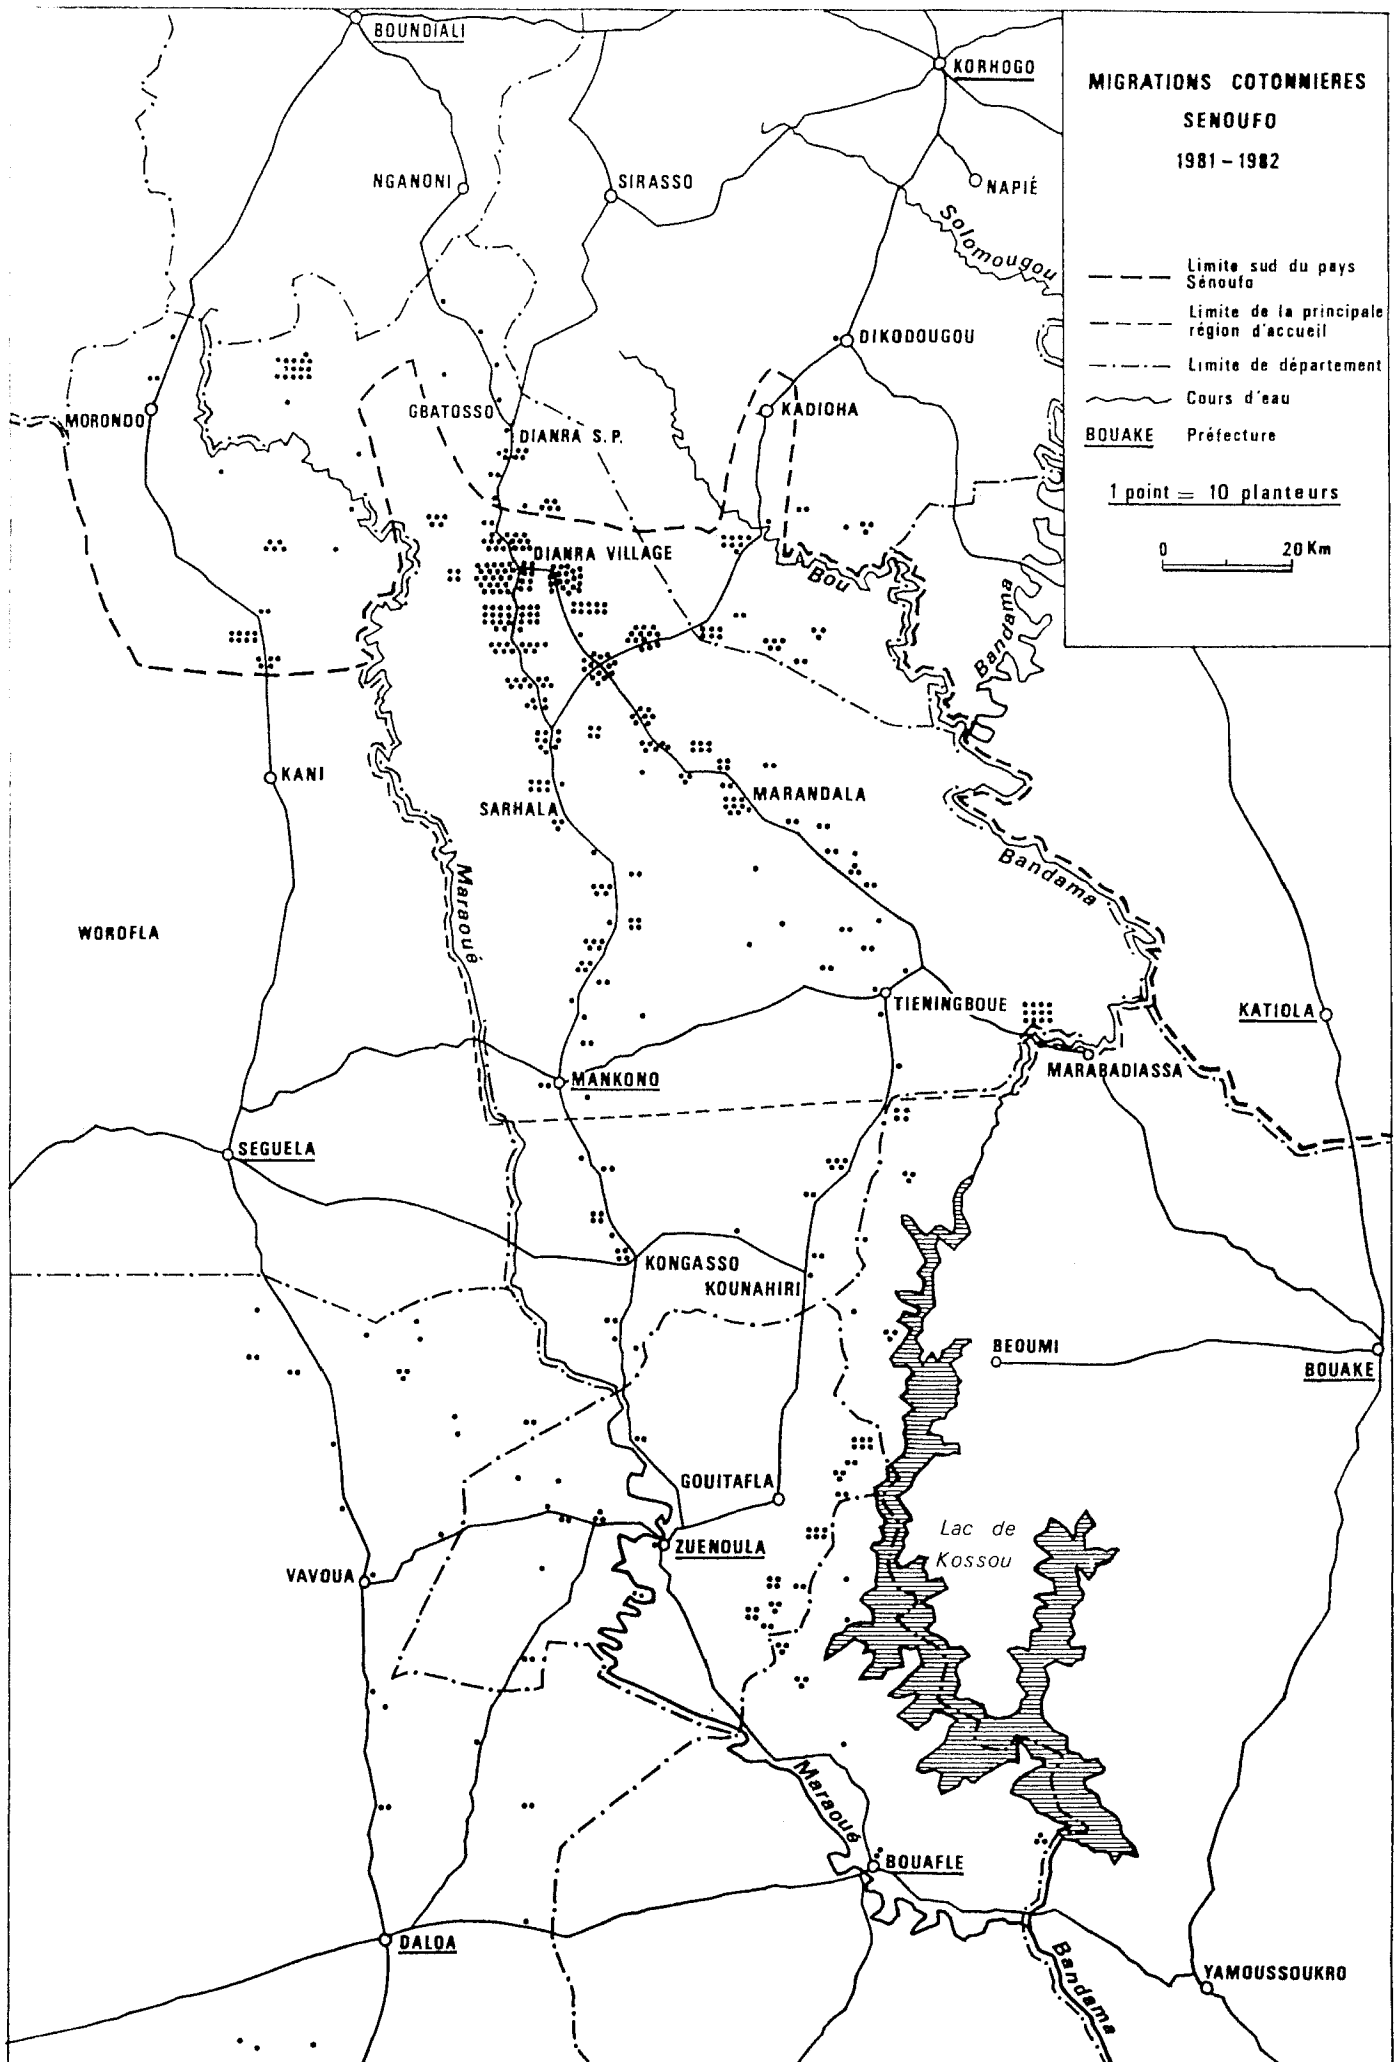 BOUNDIALI
KORHOGO
MIGRATIONS COTONNIERES
SENOUFO
1981-1982
NGANONI
SIRASSO
NAPIÉ
Solomougou
Limite sud du pays
Sénoufo
Limite de la principale
région d'accueil
Limite de département
Cours d'eau
BOUAKE Préfecture
1 point = 10 planteurs
0 20 Km
DIKODOUGOU
MORONDO
GBATOSSO
KADIOHA
DIANRA S.P.
DIANRA VILLAGE
Bou
Bandama
KANI
SARHALA
MARANDALA
Bandama
Maraoué
WOROFLA
TIENINGBOUE
KATIOLA
MARABADIASSA
MANKONO
SEGUELA
KONGASSO
KOUNAHIRI
BEOUMI
BOUAKE
GOUITAFLA
Lac de
Kossou
ZUENOULA
VAVOUA
Maraoué
BOUAFLE
DALOA
Bandama
YAMOUSSOUKRO